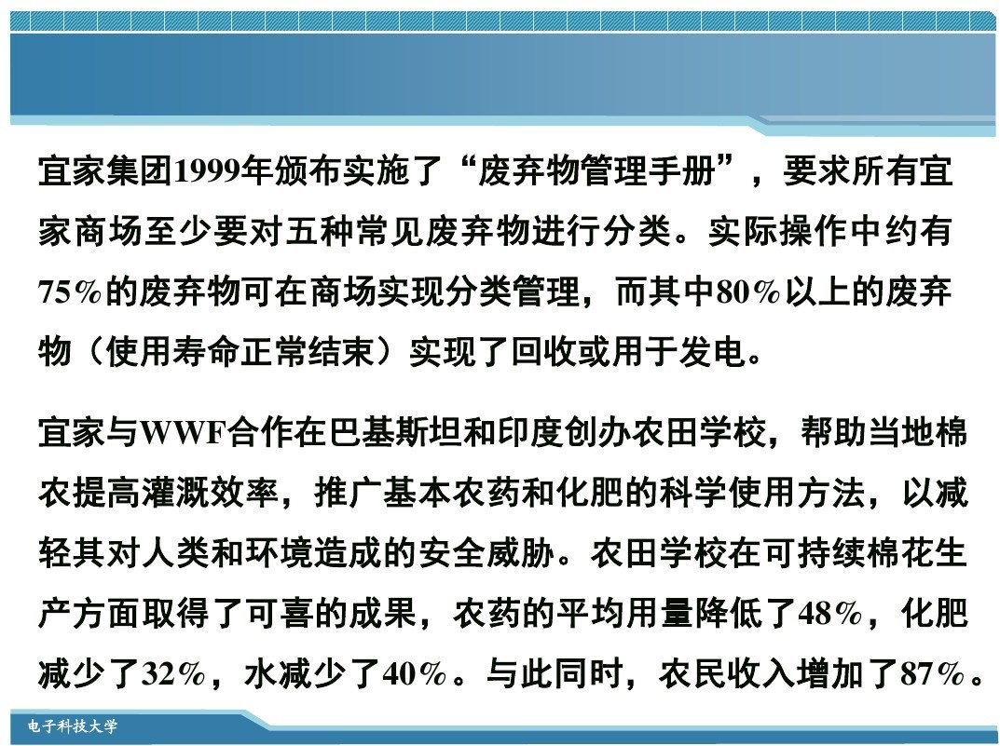 宜家集团1999年颁布实施了“废弃物管理手册”，要求所有宜
家商场至少要对五种常见废弃物进行分类。实际操作中约有
75%的废弃物可在商场实现分类管理，而其中80%以上的废弃
物（使用寿命正常结束）实现了回收或用于发电。
宜家与WWF合作在巴基斯坦和印度创办农田学校，帮助当地棉
农提高灌溉效率，推广基本农药和化肥的科学使用方法，以减
轻其对人类和环境造成的安全威胁。农田学校在可持续棉花生
产方面取得了可喜的成果，农药的平均用量降低了48%，化肥
减少了32%，水减少了40%。与此同时，农民收入增加了87%。
电子科技大学